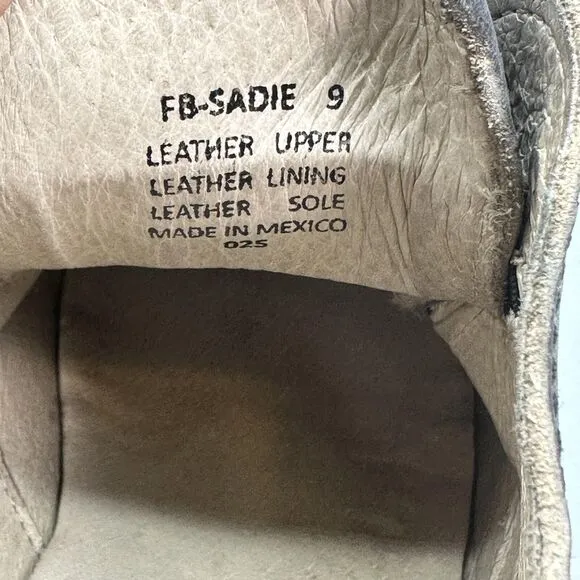 FB-SADIE 9
LEATHER UPPER
LEATHER LINING
LEATHER SOLE
MADE IN MEXICO
025